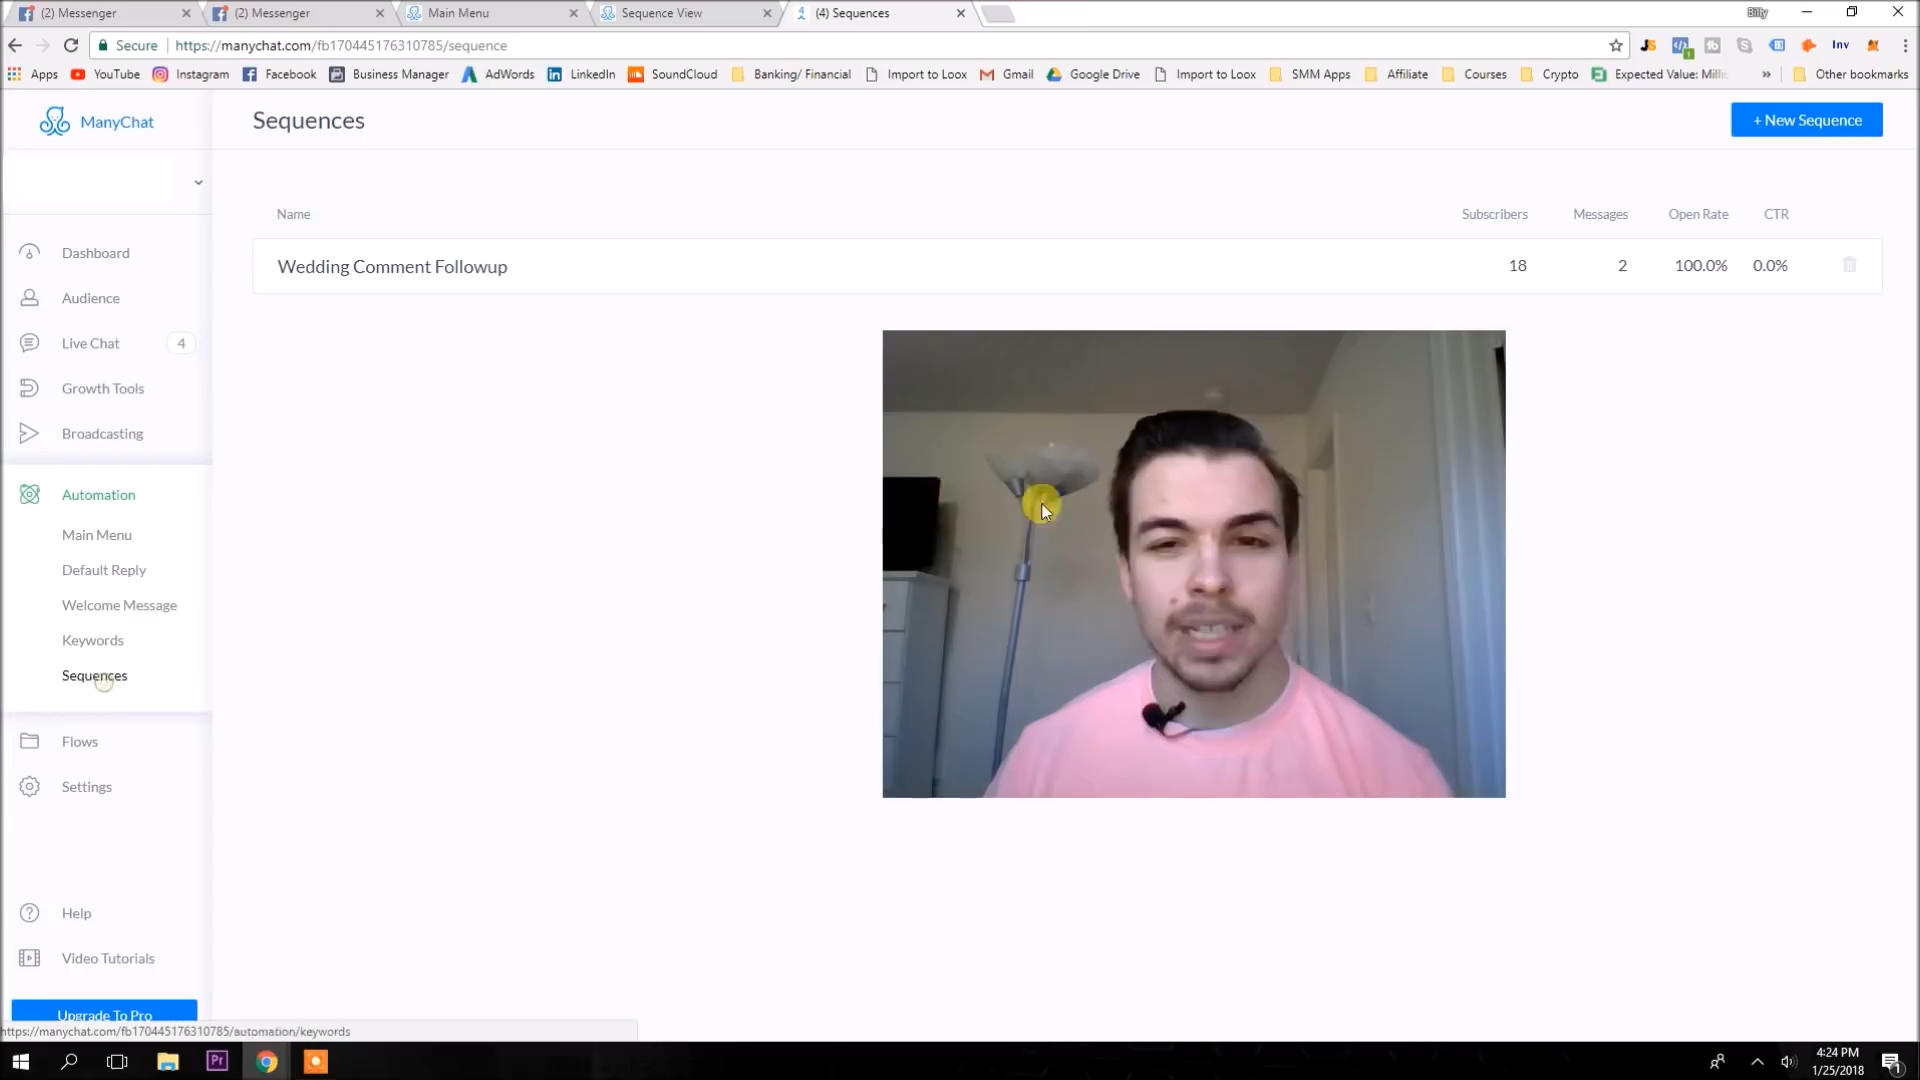 (2) Messenger
(2) Messenger
Main Menu
Sequence View
(4) Sequences
Billy
Secure
https://manychat.com/fb170445176310785/sequence
Inv
Apps
YouTube
Instagram
Facebook
Business Manager
AdWords
LinkedIn
SoundCloud
Banking/ Financial
Import to Loox
Gmail
Google Drive
Import to Loox
SMM Apps
Affiliate
Courses
Crypto
Expected Value: Milli
»
Other bookmarks
ManyChat
Sequences
+ New Sequence
Name
Subscribers
Messages
Open Rate
CTR
Wedding Comment Followup
18
2
100.0%
0.0%
Dashboard
Audience
Live Chat
4
Growth Tools
Broadcasting
Automation
Main Menu
Default Reply
Welcome Message
Keywords
Sequences
Flows
Settings
Help
Video Tutorials
Upgrade To Pro
https://manychat.com/fb170445176310785/automation/keywords
Pr
4:24 PM
1/25/2018
1